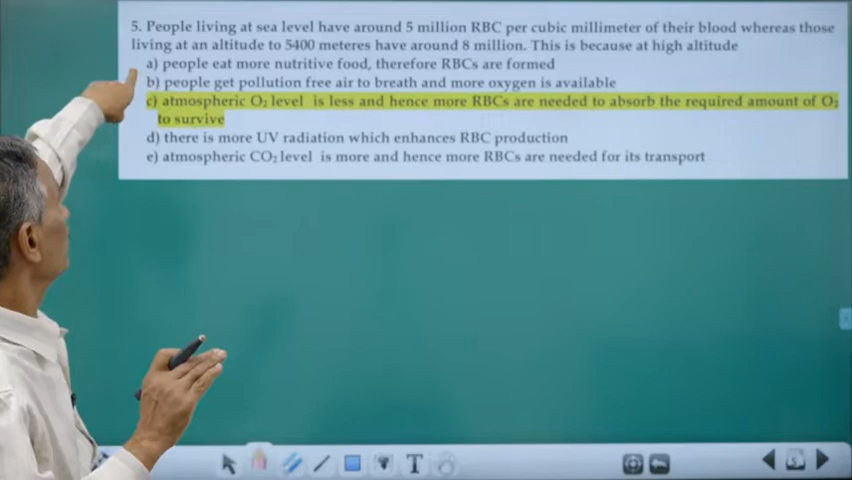 5. People living at sea level have around 5 million RBC per cubic millimeter of their blood whereas those
living at an altitude to 5400 meteres have around 8 million. This is because at high altitude
a) people eat more nutritive food, therefore RBCs are formed
b) people get pollution free air to breath and more oxygen is available
c) atmospheric O₂ level is less and hence more RBCs are needed to absorb the required amount of O₂
to survive
d) there is more UV radiation which enhances RBC production
e) atmospheric CO₂ level is more and hence more RBCs are needed for its transport
T
5